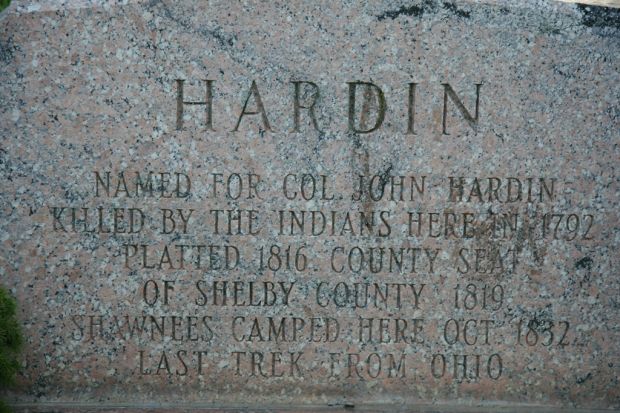 HARDIN
NAMED FOR COL. JOHN HARDIN
KILLED BY THE INDIANS HERE IN 1792
PLATTED 1816 COUNTY SEAT
OF SHELBY COUNTY 1819
SHAWNEES CAMPED HERE OCT. 1832
LAST TREK FROM OHIO